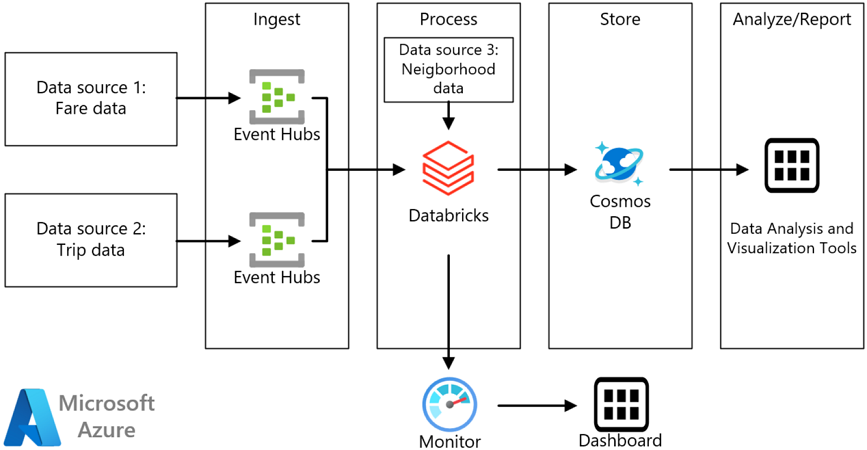 Ingest
Process
Store
Analyze/Report
Data source 1:
Fare data
Event Hubs
Data source 3:
Neigborhood
data
Databricks
Cosmos
DB
Data Analysis and
Visualization Tools
Data source 2:
Trip data
Event Hubs
Microsoft
Azure
Monitor
Dashboard